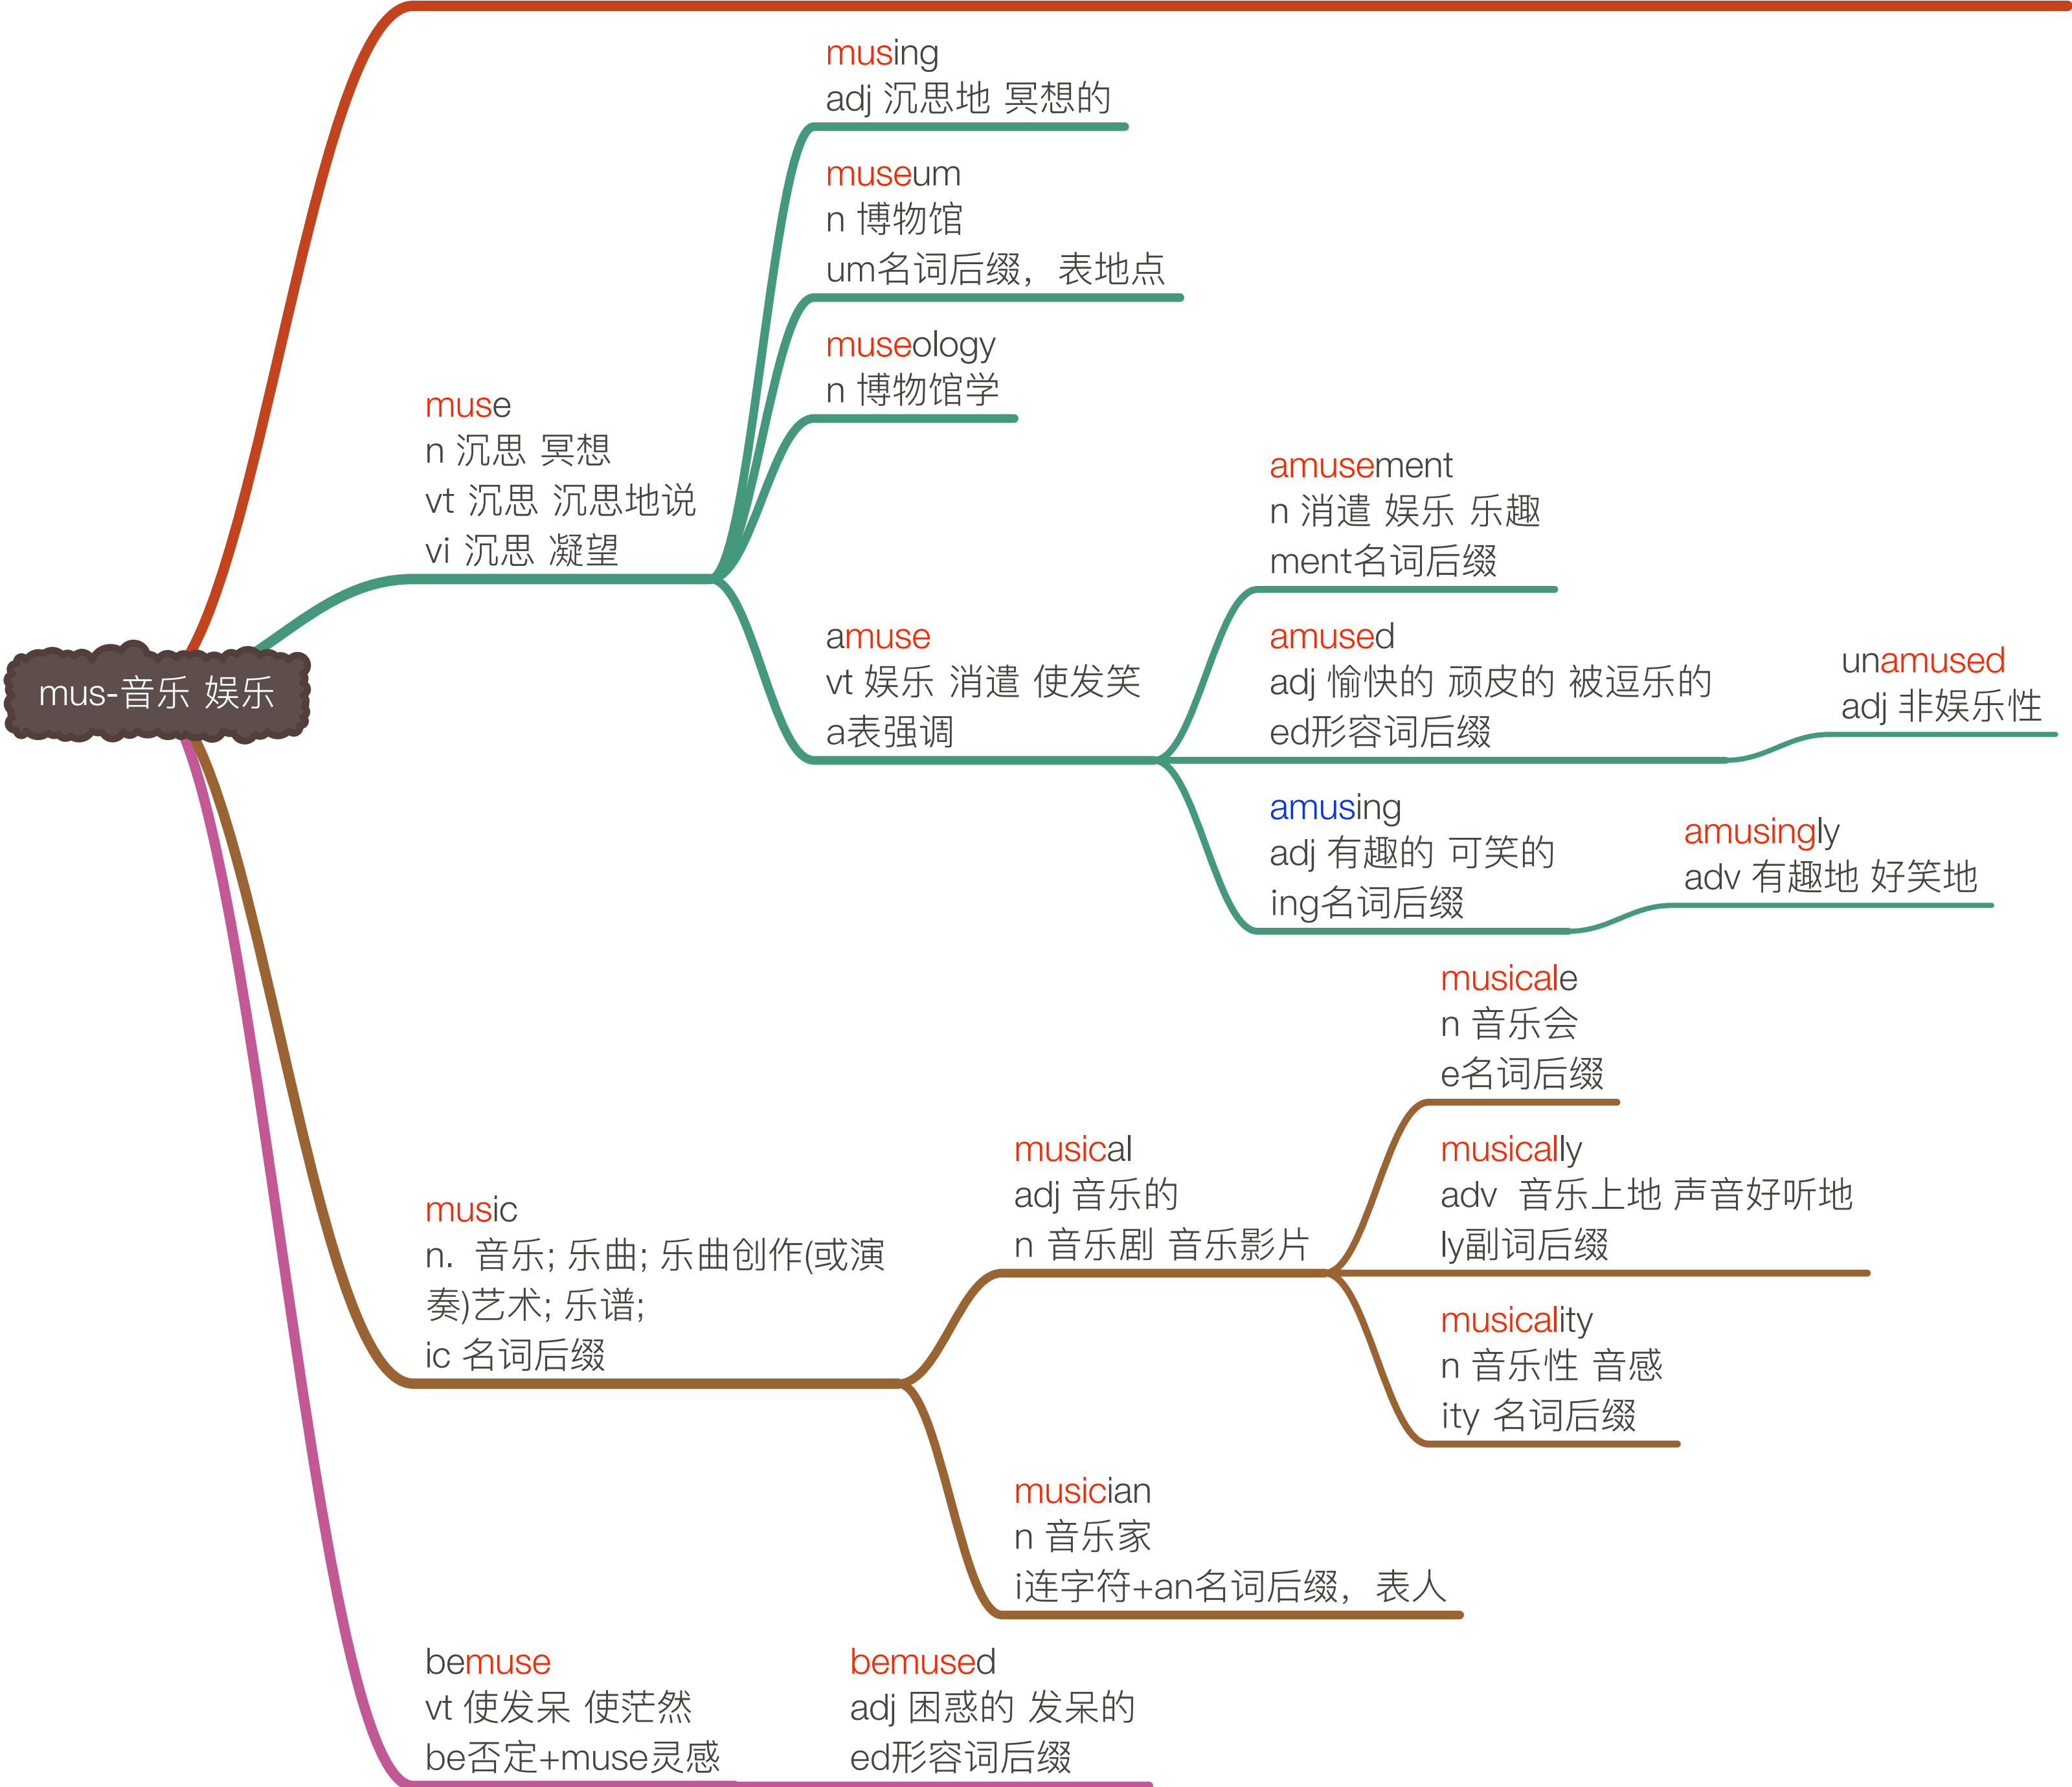 mus-音乐 娱乐
muse
n 沉思 冥想
vt 沉思 沉思地说
vi 沉思 凝望
musing
adj 沉思地 冥想的
museum
n 博物馆
um名词后缀，表地点
museology
n 博物馆学
amuse
vt 娱乐 消遣 使发笑
a表强调
amusement
n 消遣 娱乐 乐趣
ment名词后缀
amused
adj 愉快的 顽皮的 被逗乐的
ed形容词后缀
unamused
adj 非娱乐性
amusing
adj 有趣的 可笑的
ing名词后缀
amusingly
adv 有趣地 好笑地
music
n. 音乐; 乐曲; 乐曲创作(或演
奏)艺术; 乐谱;
ic 名词后缀
musical
adj 音乐的
n 音乐剧 音乐影片
musicale
n 音乐会
e名词后缀
musically
adv 音乐上地 声音好听地
ly副词后缀
musicality
n 音乐性 音感
ity 名词后缀
musician
n 音乐家
i连字符+an名词后缀，表人
bemuse
vt 使发呆 使茫然
be否定+muse灵感
bemused
adj 困惑的 发呆的
ed形容词后缀